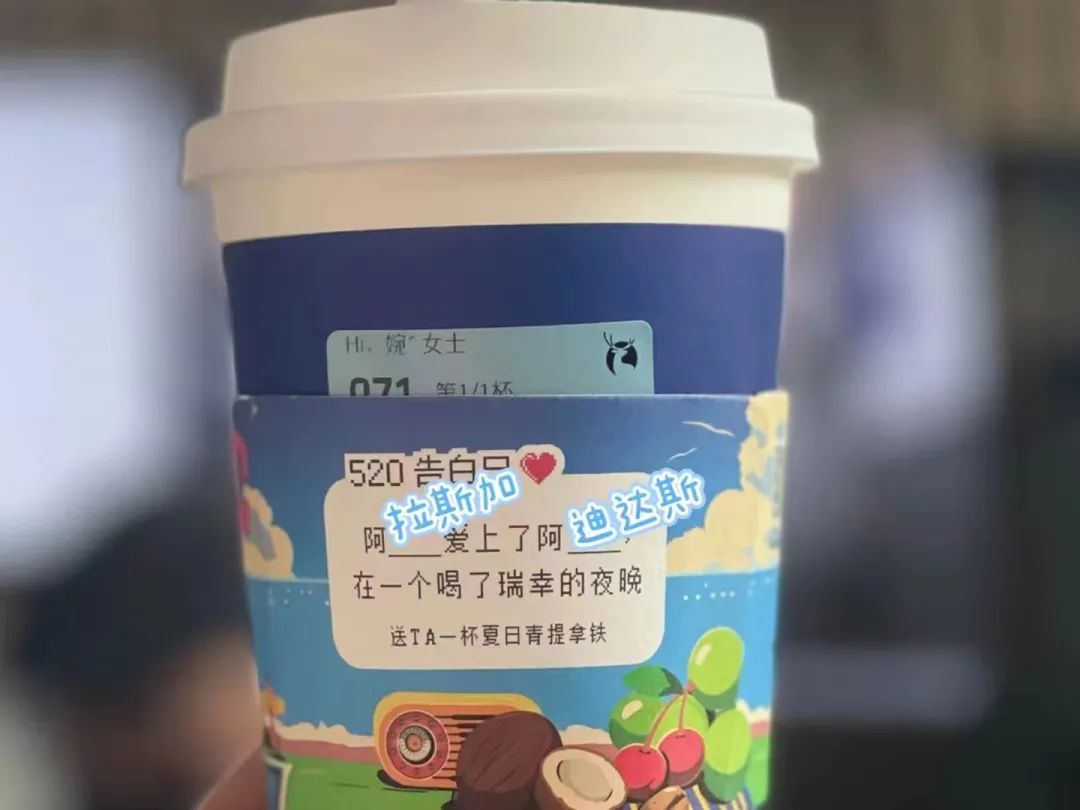 Hi, 婉* 女士
071 第1/1杯
520 告白日
拉斯加 迪达斯
阿___爱上了阿___,
在一个喝了瑞幸的夜晚
送TA一杯夏日青提拿铁